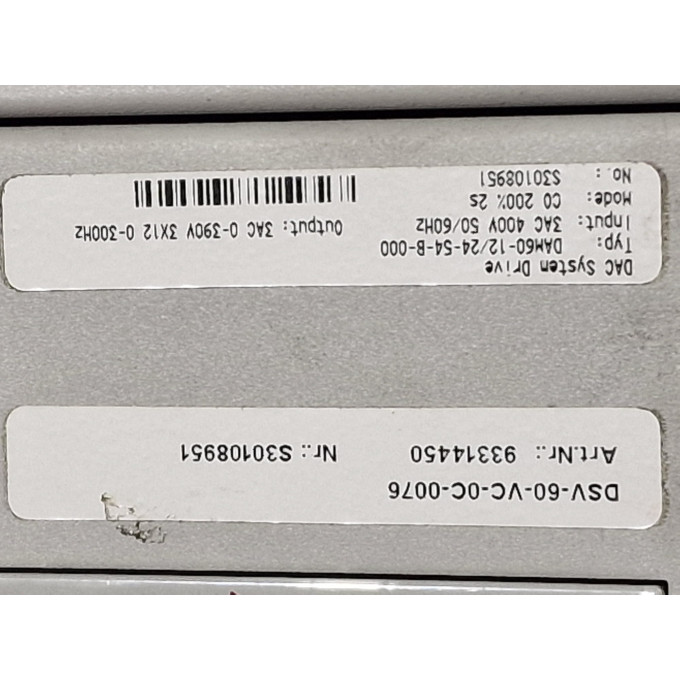 DSV-60-VC-0C-0076
Art.Nr.: 93314450 Nr.: S30108951
DAC System Drive
Typ: DAM60-12/24-54-B-000
Input: 3AC 400V 50/60Hz Output: 3AC 0-390V 3X12 0-300Hz
Mode: C0 200% 2s
No.: S30108951